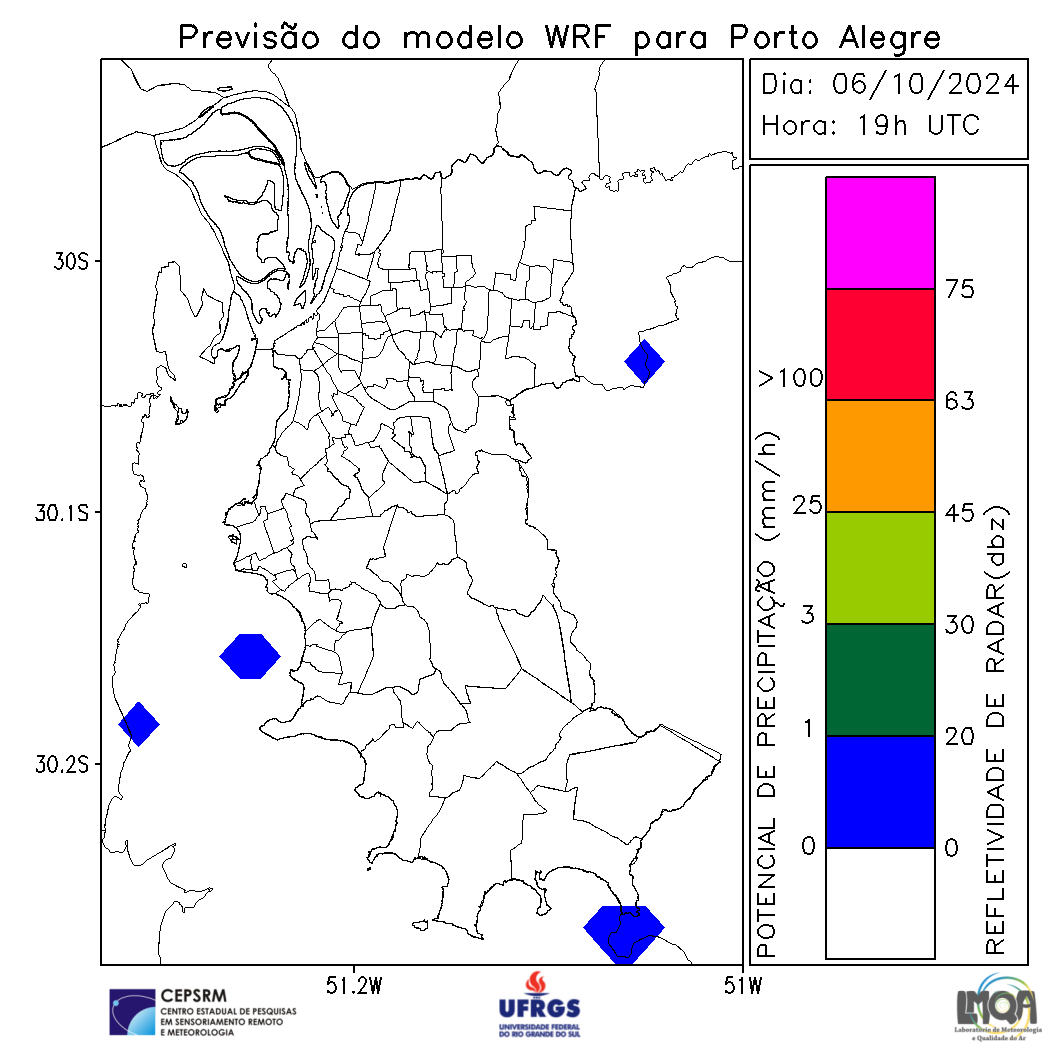 Previsão do modelo WRF para Porto Alegre
Dia: 06/10/2024
Hora: 19h UTC
30S
30.1S
30.2S
51.2W
51W
POTENCIAL DE PRECIPITAÇÃO (mm/h)
>100
25
3
1
0
75
63
45
30
20
0
REFLETIVIDADE DE RADAR(dbz)
CEPSRM
CENTRO ESTADUAL DE PESQUISAS
EM SENSORIAMENTO REMOTO
E METEOROLOGIA
UFRGS
UNIVERSIDADE FEDERAL
DO RIO GRANDE DO SUL
LMQA
Laboratório de Meteorologia
e Qualidade do Ar